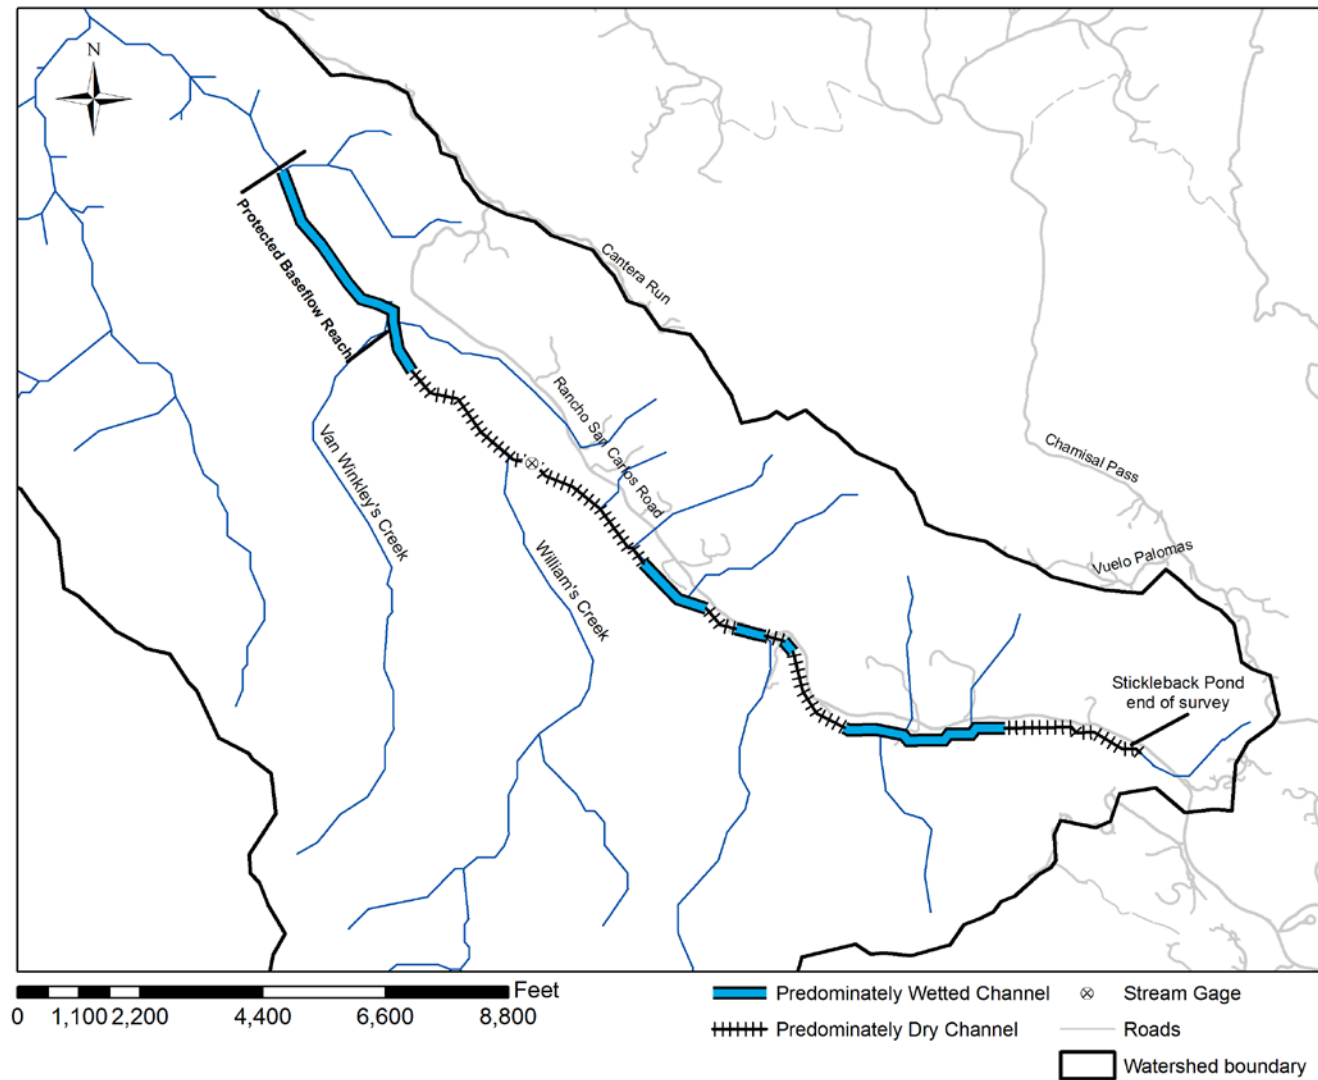 N
Protected Baseflow Reach
Cantera Run
Rancho San Carlos Road
Chamisal Pass
Van Winkley's Creek
William's Creek
Vuelo Palomas
Stickleback Pond
end of survey
Feet
0 1,100 2,200 4,400 6,600 8,800
Predominately Wetted Channel
Stream Gage
Predominately Dry Channel
Roads
Watershed boundary